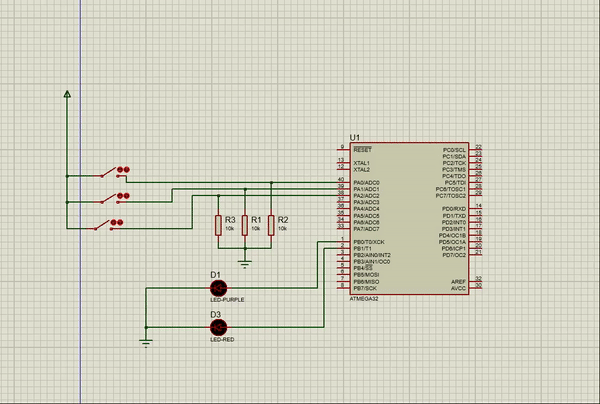 U1
9 RESET PC0/SCL 22
PC1/SDA 23
13 XTAL1 PC2/TCK 24
12 XTAL2 PC3/TMS 25
PC4/TDO 26
40 PA0/ADC0 PC5/TDI 27
39 PA1/ADC1 PC6/TOSC1 28
38 PA2/ADC2 PC7/TOSC2 29
37 PA3/ADC3
36 PA4/ADC4 PD0/RXD 14
35 PA5/ADC5 PD1/TXD 15
34 PA6/ADC6 PD2/INT0 16
33 PA7/ADC7 PD3/INT1 17
PD4/OC1B 18
1 PB0/T0/XCK PD5/OC1A 19
2 PB1/T1 PD6/ICP1 20
3 PB2/AIN0/INT2 PD7/OC2 21
4 PB3/AIN1/OC0
5 PB4/SS
6 PB5/MOSI
7 PB6/MISO AREF 32
8 PB7/SCK AVCC 30
ATMEGA32
R3 R1 R2
10k 10k 10k
D1
LED-PURPLE
D3
LED-RED